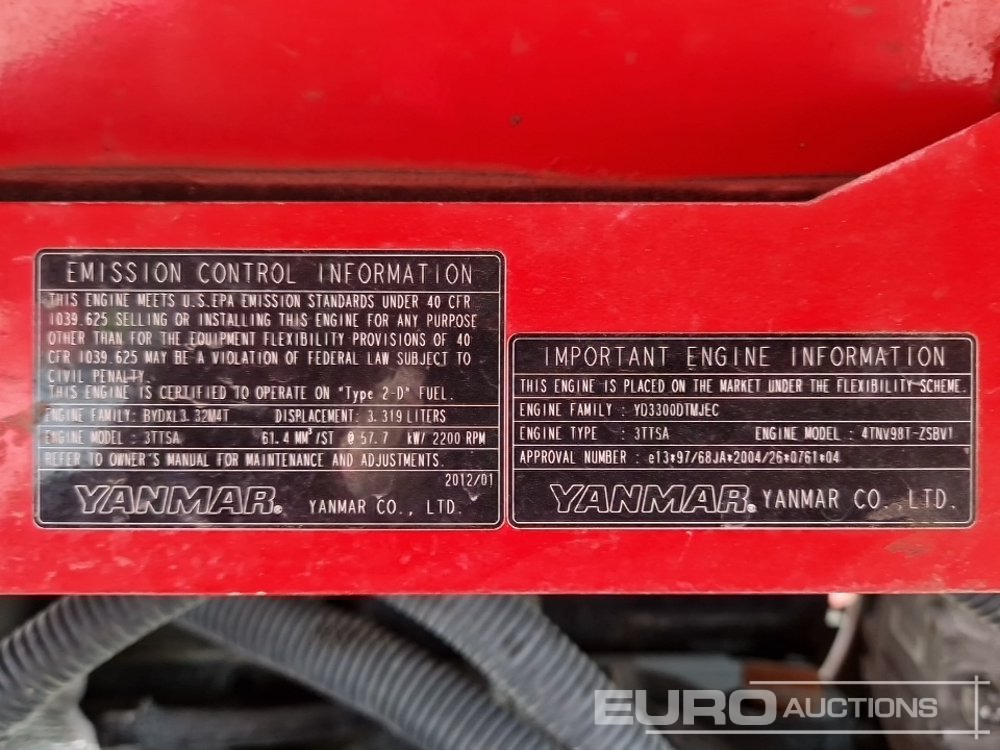 EMISSION CONTROL INFORMATION
THIS ENGINE MEETS U.S.EPA EMISSION STANDARDS UNDER 40 CFR
1039.625 SELLING OR INSTALLING THIS ENGINE FOR ANY PURPOSE
OTHER THAN FOR THE EQUIPMENT FLEXIBILITY PROVISIONS OF 40
CFR 1039.625 MAY BE A VIOLATION OF FEDERAL LAW SUBJECT TO
CIVIL PENALTY.
THIS ENGINE IS CERTIFIED TO OPERATE ON "Type 2-D" FUEL.
ENGINE FAMILY: BYDXL3.32M4T DISPLACEMENT: 3.319 LITERS
ENGINE MODEL : 3TTSA 61.4 MM³/ST @ 57.7 kW/ 2200 RPM
REFER TO OWNER'S MANUAL FOR MAINTENANCE AND ADJUSTMENTS.
2012/01
YANMAR® YANMAR CO., LTD.
IMPORTANT ENGINE INFORMATION
THIS ENGINE IS PLACED ON THE MARKET UNDER THE FLEXIBILITY SCHEME.
ENGINE FAMILY : YD3300DTMJEC
ENGINE TYPE : 3TTSA ENGINE MODEL : 4TNV98T-ZSBV1
APPROVAL NUMBER : e13*97/68JA*2004/26*0761*04
YANMAR® YANMAR CO.,LTD.
EURO AUCTIONS